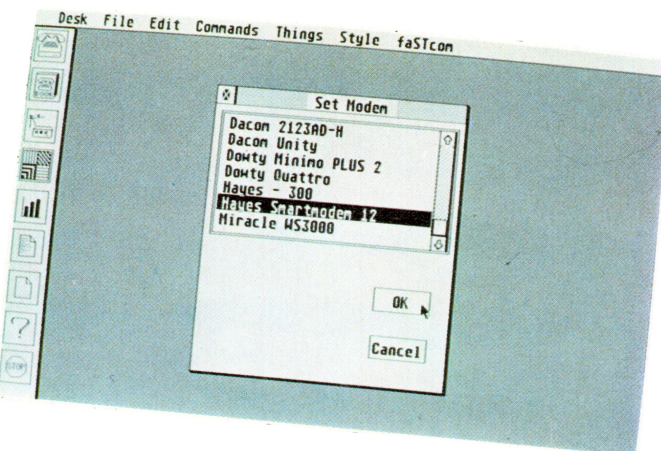 Desk File Edit Commands Things Style faSTcom
Set Modem
Dacom 2123AD-H
Dacom Unity
Dowty Minimo PLUS 2
Dowty Quattro
Hayes - 300
Hayes Smartmodem 12
Miracle WS3000
OK
Cancel
?
STOP